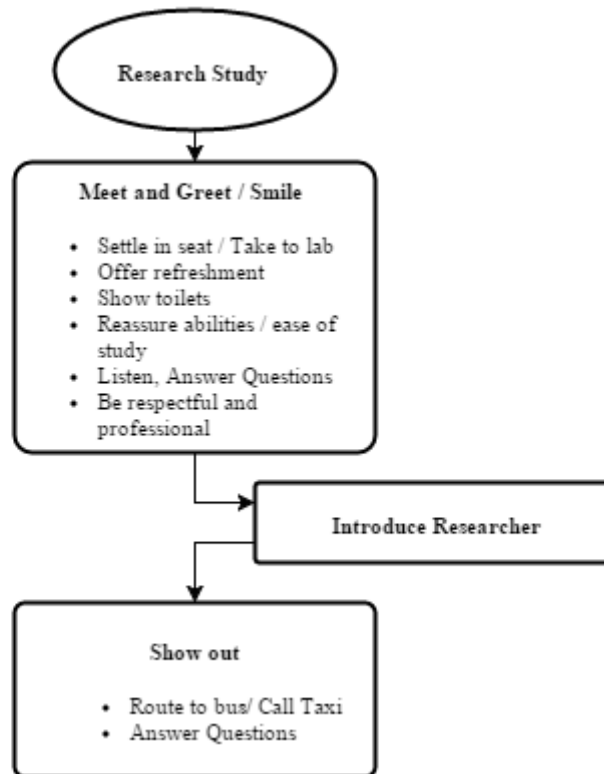 Research Study
Meet and Greet / Smile
• Settle in seat / Take to lab
• Offer refreshment
• Show toilets
• Reassure abilities / ease of
study
• Listen, Answer Questions
• Be respectful and
professional
Introduce Researcher
Show out
• Route to bus/ Call Taxi
• Answer Questions